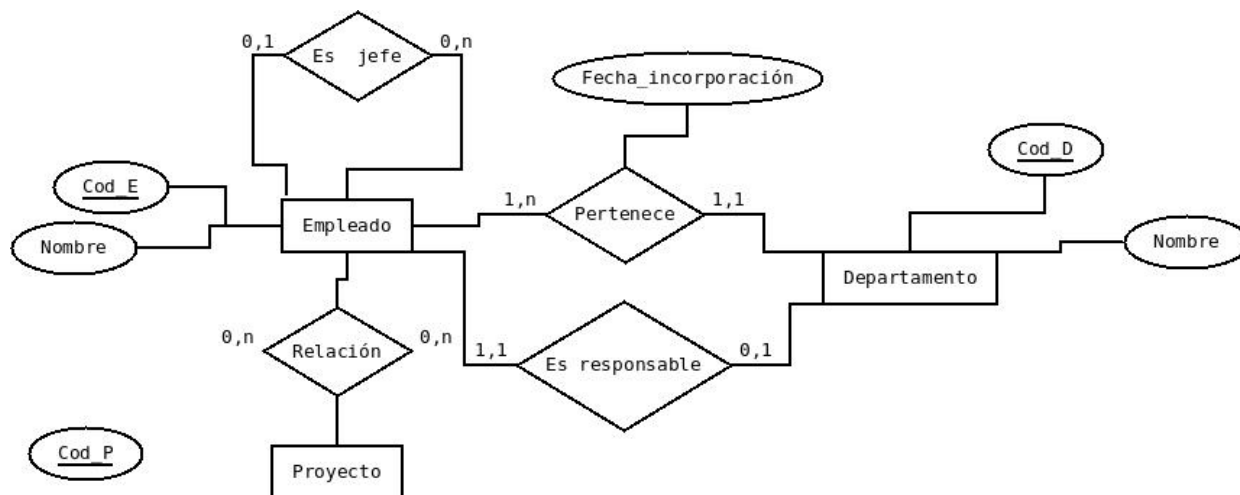 0,1
Es jefe
0,n
Fecha_incorporación
Cod_D
Cod_E
1,n
Pertenece
1,1
Empleado
Nombre
Nombre
Departamento
0,n
Relación
0,n
1,1
Es responsable
0,1
Cod_P
Proyecto